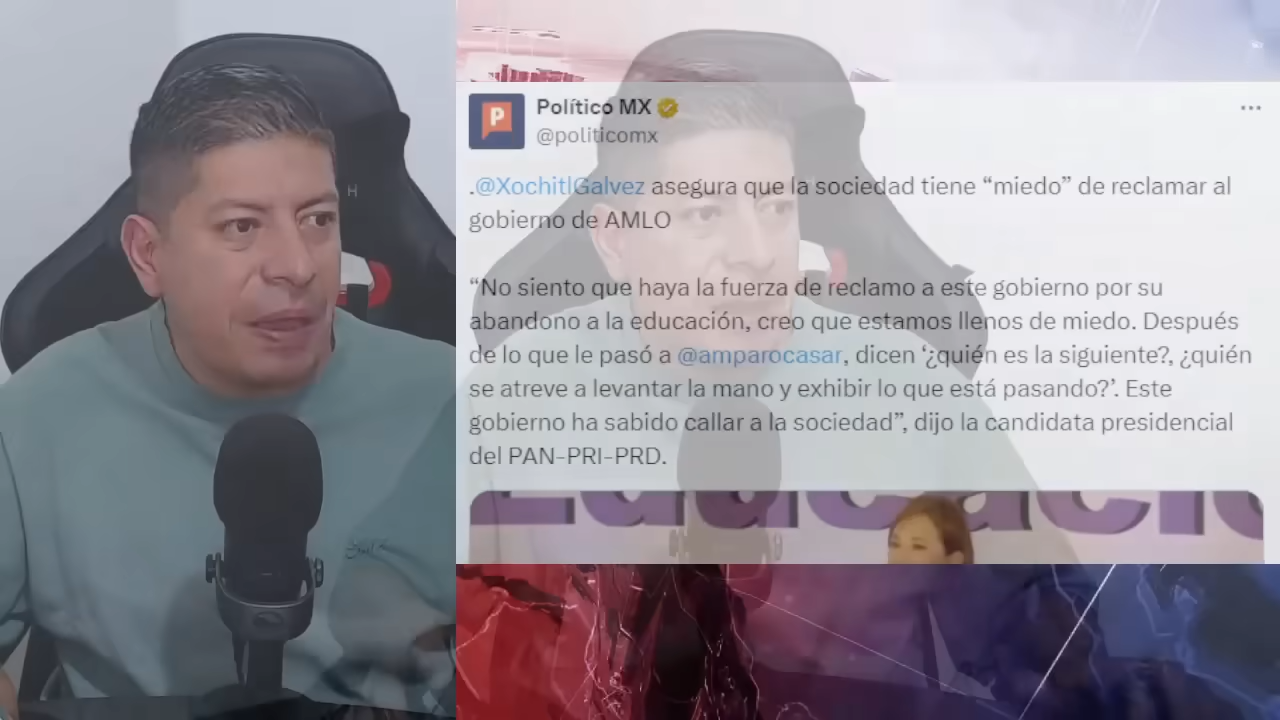 Político MX
@politicomx
.@XochitlGalvez asegura que la sociedad tiene “miedo” de reclamar al
gobierno de AMLO
“No siento que haya la fuerza de reclamo a este gobierno por su
abandono a la educación, creo que estamos llenos de miedo. Después
de lo que le pasó a @amparocasar, dicen ‘¿quién es la siguiente?, ¿quién
se atreve a levantar la mano y exhibir lo que está pasando?’. Este
gobierno ha sabido callar a la sociedad”, dijo la candidata presidencial
del PAN-PRI-PRD.
H
P